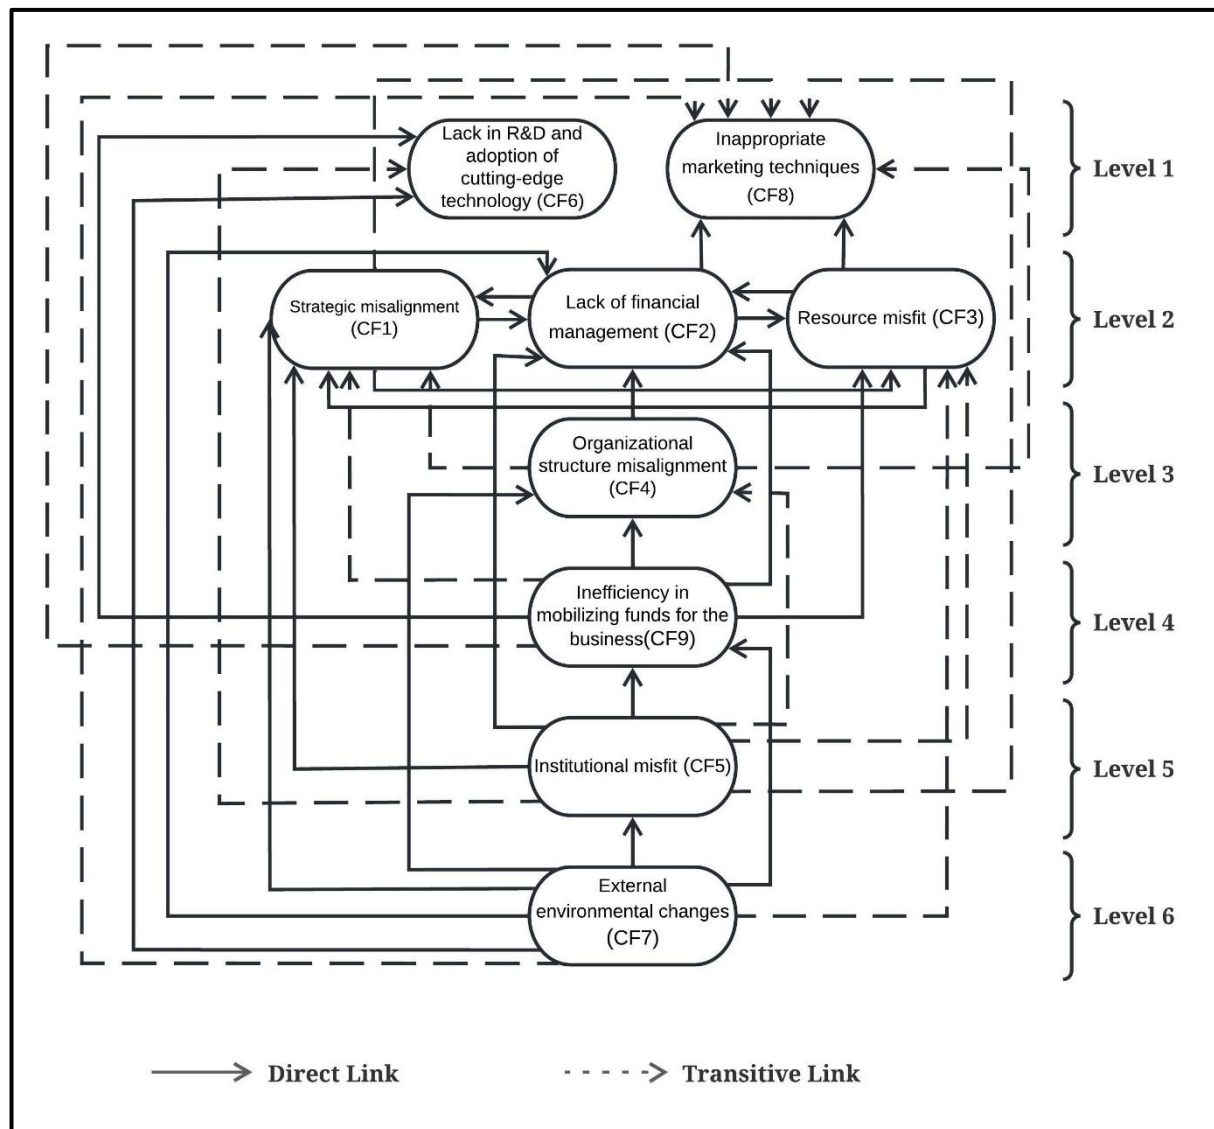 Lack in R&D and
adoption of
cutting-edge
technology (CF6)
Inappropriate
marketing techniques
(CF8)
Level 1
Strategic misalignment
(CF1)
Lack of financial
management (CF2)
Resource misfit (CF3)
Level 2
Organizational
structure misalignment
(CF4)
Level 3
Inefficiency in
mobilizing funds for the
business(CF9)
Level 4
Institutional misfit (CF5)
Level 5
External
environmental changes
(CF7)
Level 6
Direct Link
Transitive Link